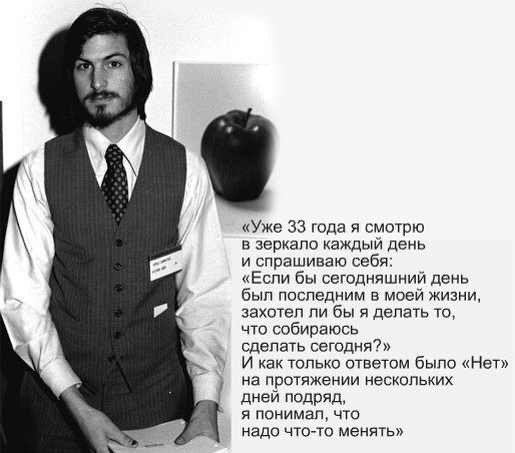 «Уже 33 года я смотрю
в зеркало каждый день
и спрашиваю себя:
«Если бы сегодняшний день
был последним в моей жизни,
захотел ли бы я делать то,
что собираюсь
сделать сегодня?»
И как только ответом было «Нет»
на протяжении нескольких
дней подряд,
я понимал, что
надо что-то менять»